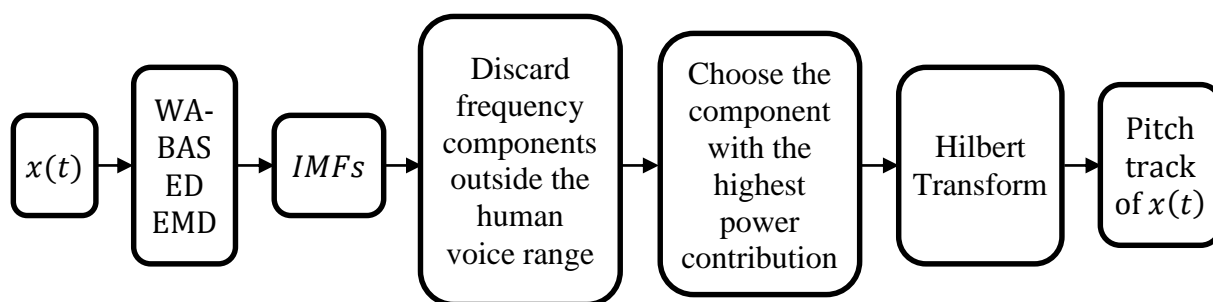 x(t)
WA-
BAS
ED
EMD
IMFs
Discard
frequency
components
outside the
human
voice range
Choose the
component
with the
highest
power
contribution
Hilbert
Transform
Pitch
track
of x(t)